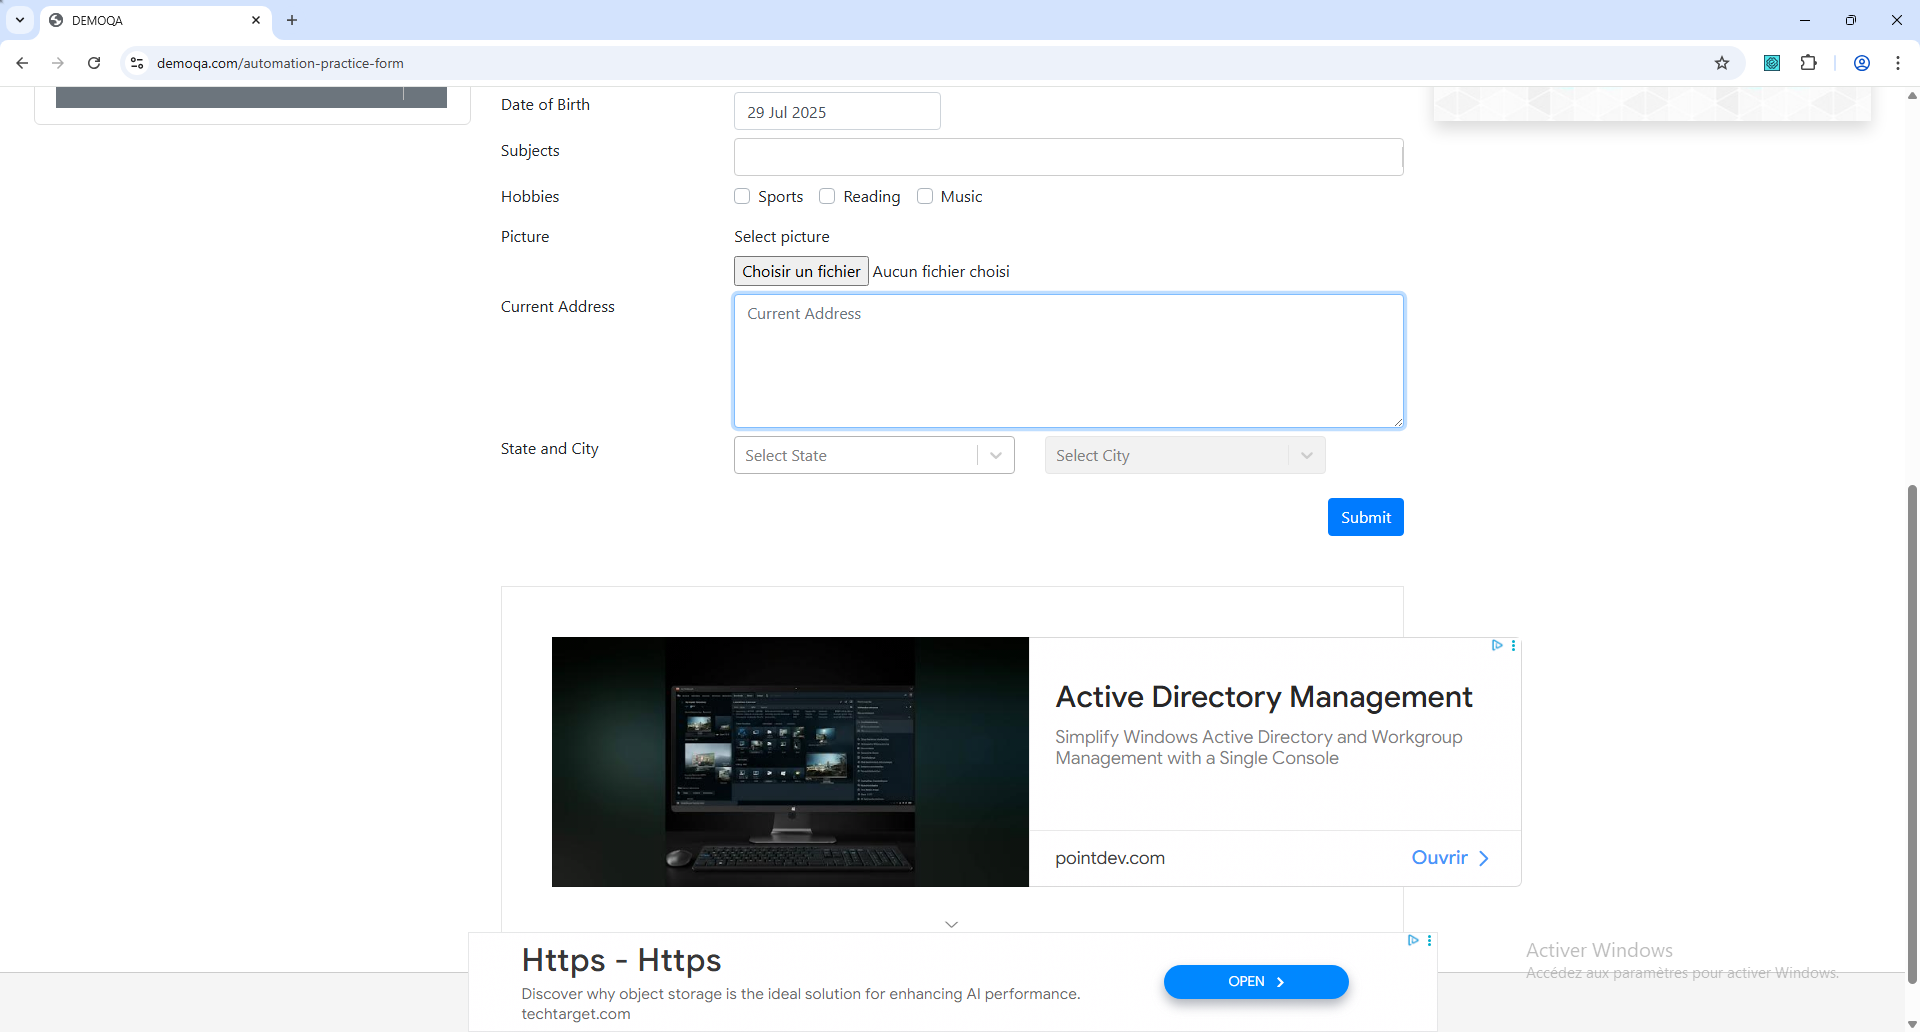 DEMOQA
demoqa.com/automation-practice-form
Date of Birth
29 Jul 2025
Subjects
Hobbies
Sports Reading Music
Picture
Select picture
Choisir un fichier Aucun fichier choisi
Current Address
Current Address
State and City
Select State
Select City
Submit
Active Directory Management
Simplify Windows Active Directory and Workgroup
Management with a Single Console
pointdev.com
Ouvrir
Https - Https
Discover why object storage is the ideal solution for enhancing AI performance.
techtarget.com
OPEN
Activer Windows
Accédez aux paramètres pour activer Windows.